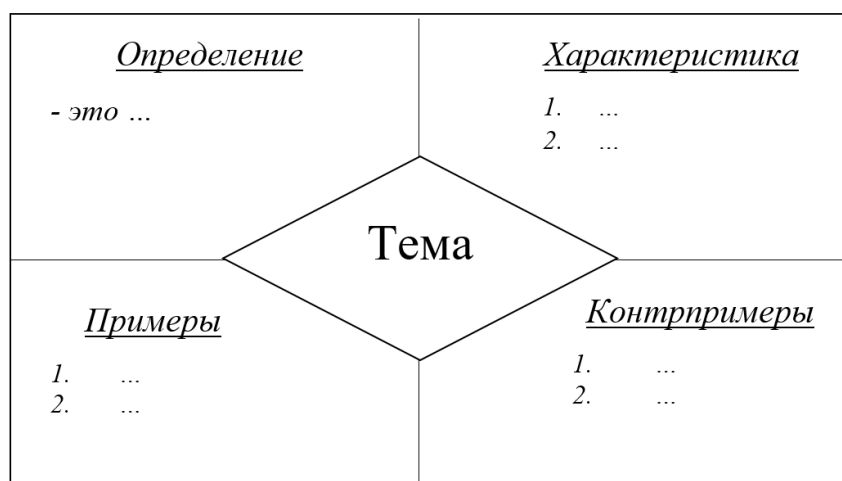 Определение
- это ...
Характеристика
1. ...
2. ...
Тема
Примеры
1. ...
2. ...
Контрпримеры
1. ...
2. ...